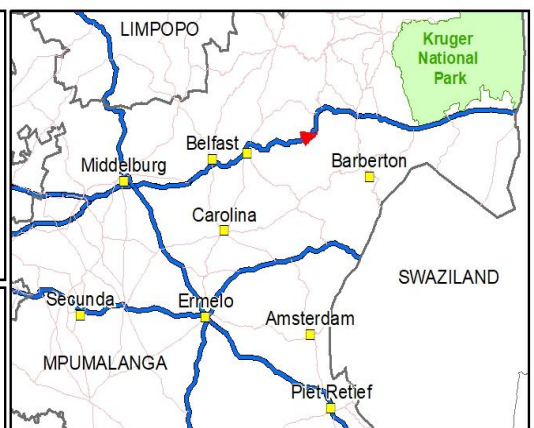 LIMPOPO
Kruger
National
Park
Belfast
Middelburg
Barberton
Carolina
SWAZILAND
Secunda
Ermelo
Amsterdam
MPUMALANGA
Piet Retief